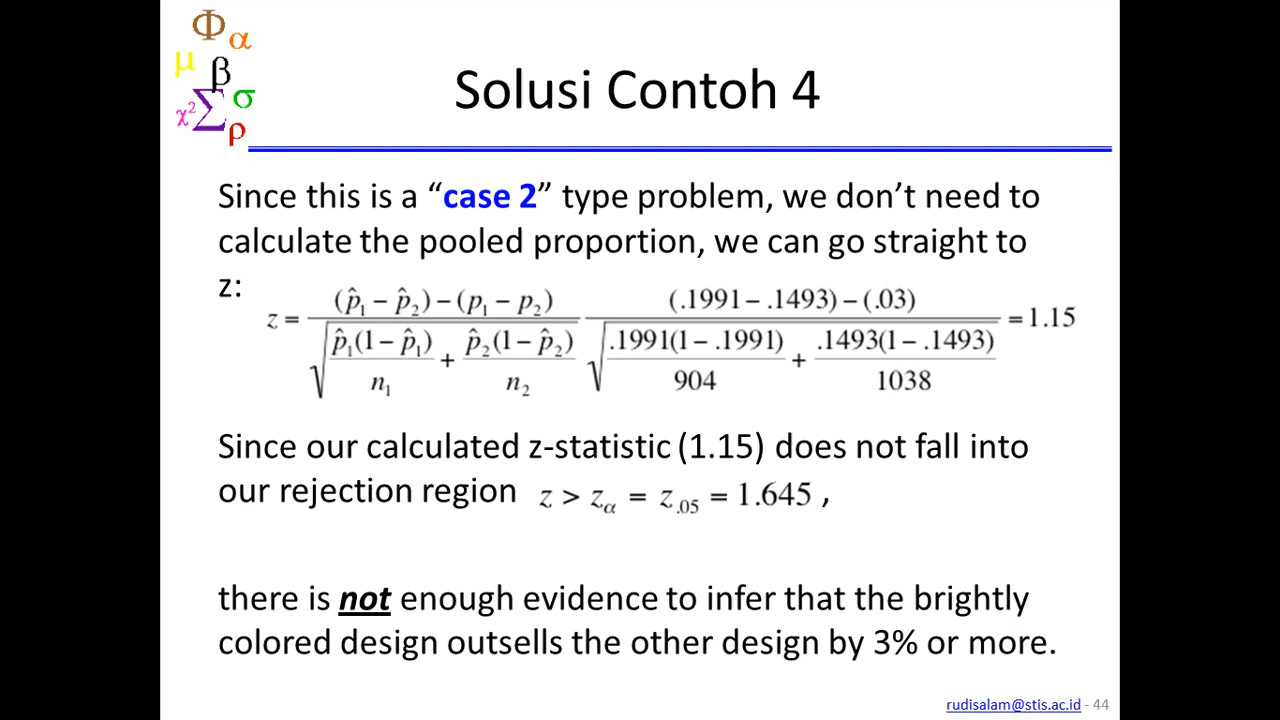 Φ α
μ β
χ² Σ σ
ρ
Solusi Contoh 4
Since this is a “case 2” type problem, we don’t need to
calculate the pooled proportion, we can go straight to
z:
z = ((p̂₁ − p̂₂) − (p₁ − p₂)) / √(p̂₁(1 − p̂₁)/n₁ + p̂₂(1 − p̂₂)/n₂) ((.1991 − .1493) − (.03)) / √(.1991(1 − .1991)/904 + .1493(1 − .1493)/1038) = 1.15
Since our calculated z-statistic (1.15) does not fall into
our rejection region z > zα = z.05 = 1.645 ,
there is not enough evidence to infer that the brightly
colored design outsells the other design by 3% or more.
rudisalam@stis.ac.id - 44